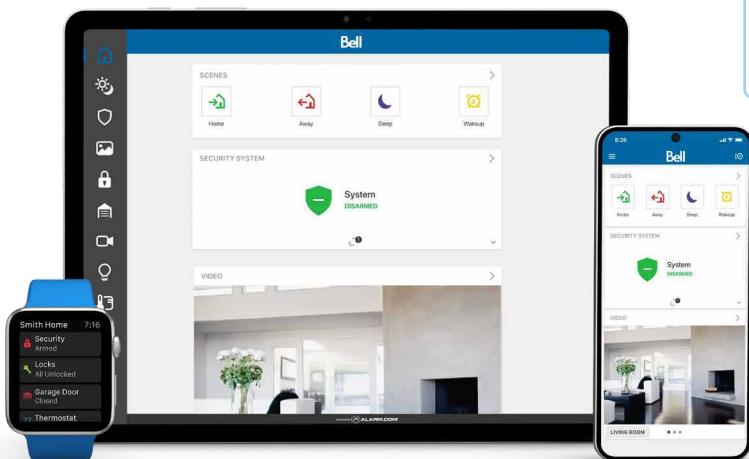 Bell
SCENES
Home
Away
Sleep
Wakeup
SECURITY SYSTEM
System
DISARMED
1
VIDEO
ALARM.COM
Smith Home 7:16
Security
Armed
Locks
All Unlocked
Garage Door
Closed
Thermostat
8:26
Bell
SCENES
Home
Away
Sleep
Wakeup
SECURITY SYSTEM
System
DISARMED
VIDEO
LIVING ROOM